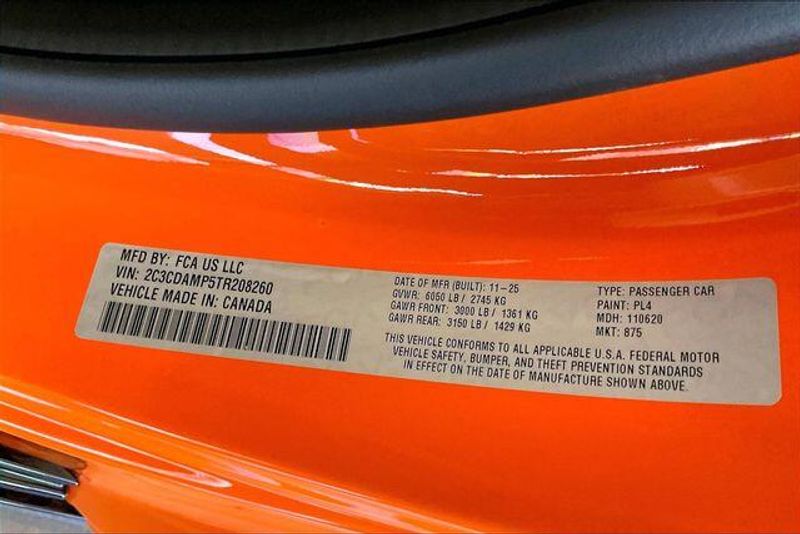 MFD BY: FCA US LLC
VIN: 2C3CDAMP5TR208260
VEHICLE MADE IN: CANADA
DATE OF MFR (BUILT): 11-25
GVWR: 6050 LB / 2745 KG
GAWR FRONT: 3000 LB / 1361 KG
GAWR REAR: 3150 LB / 1429 KG
TYPE: PASSENGER CAR
PAINT: PL4
MDH: 110620
MKT: 875
THIS VEHICLE CONFORMS TO ALL APPLICABLE U.S.A. FEDERAL MOTOR
VEHICLE SAFETY, BUMPER, AND THEFT PREVENTION STANDARDS
IN EFFECT ON THE DATE OF MANUFACTURE SHOWN ABOVE.